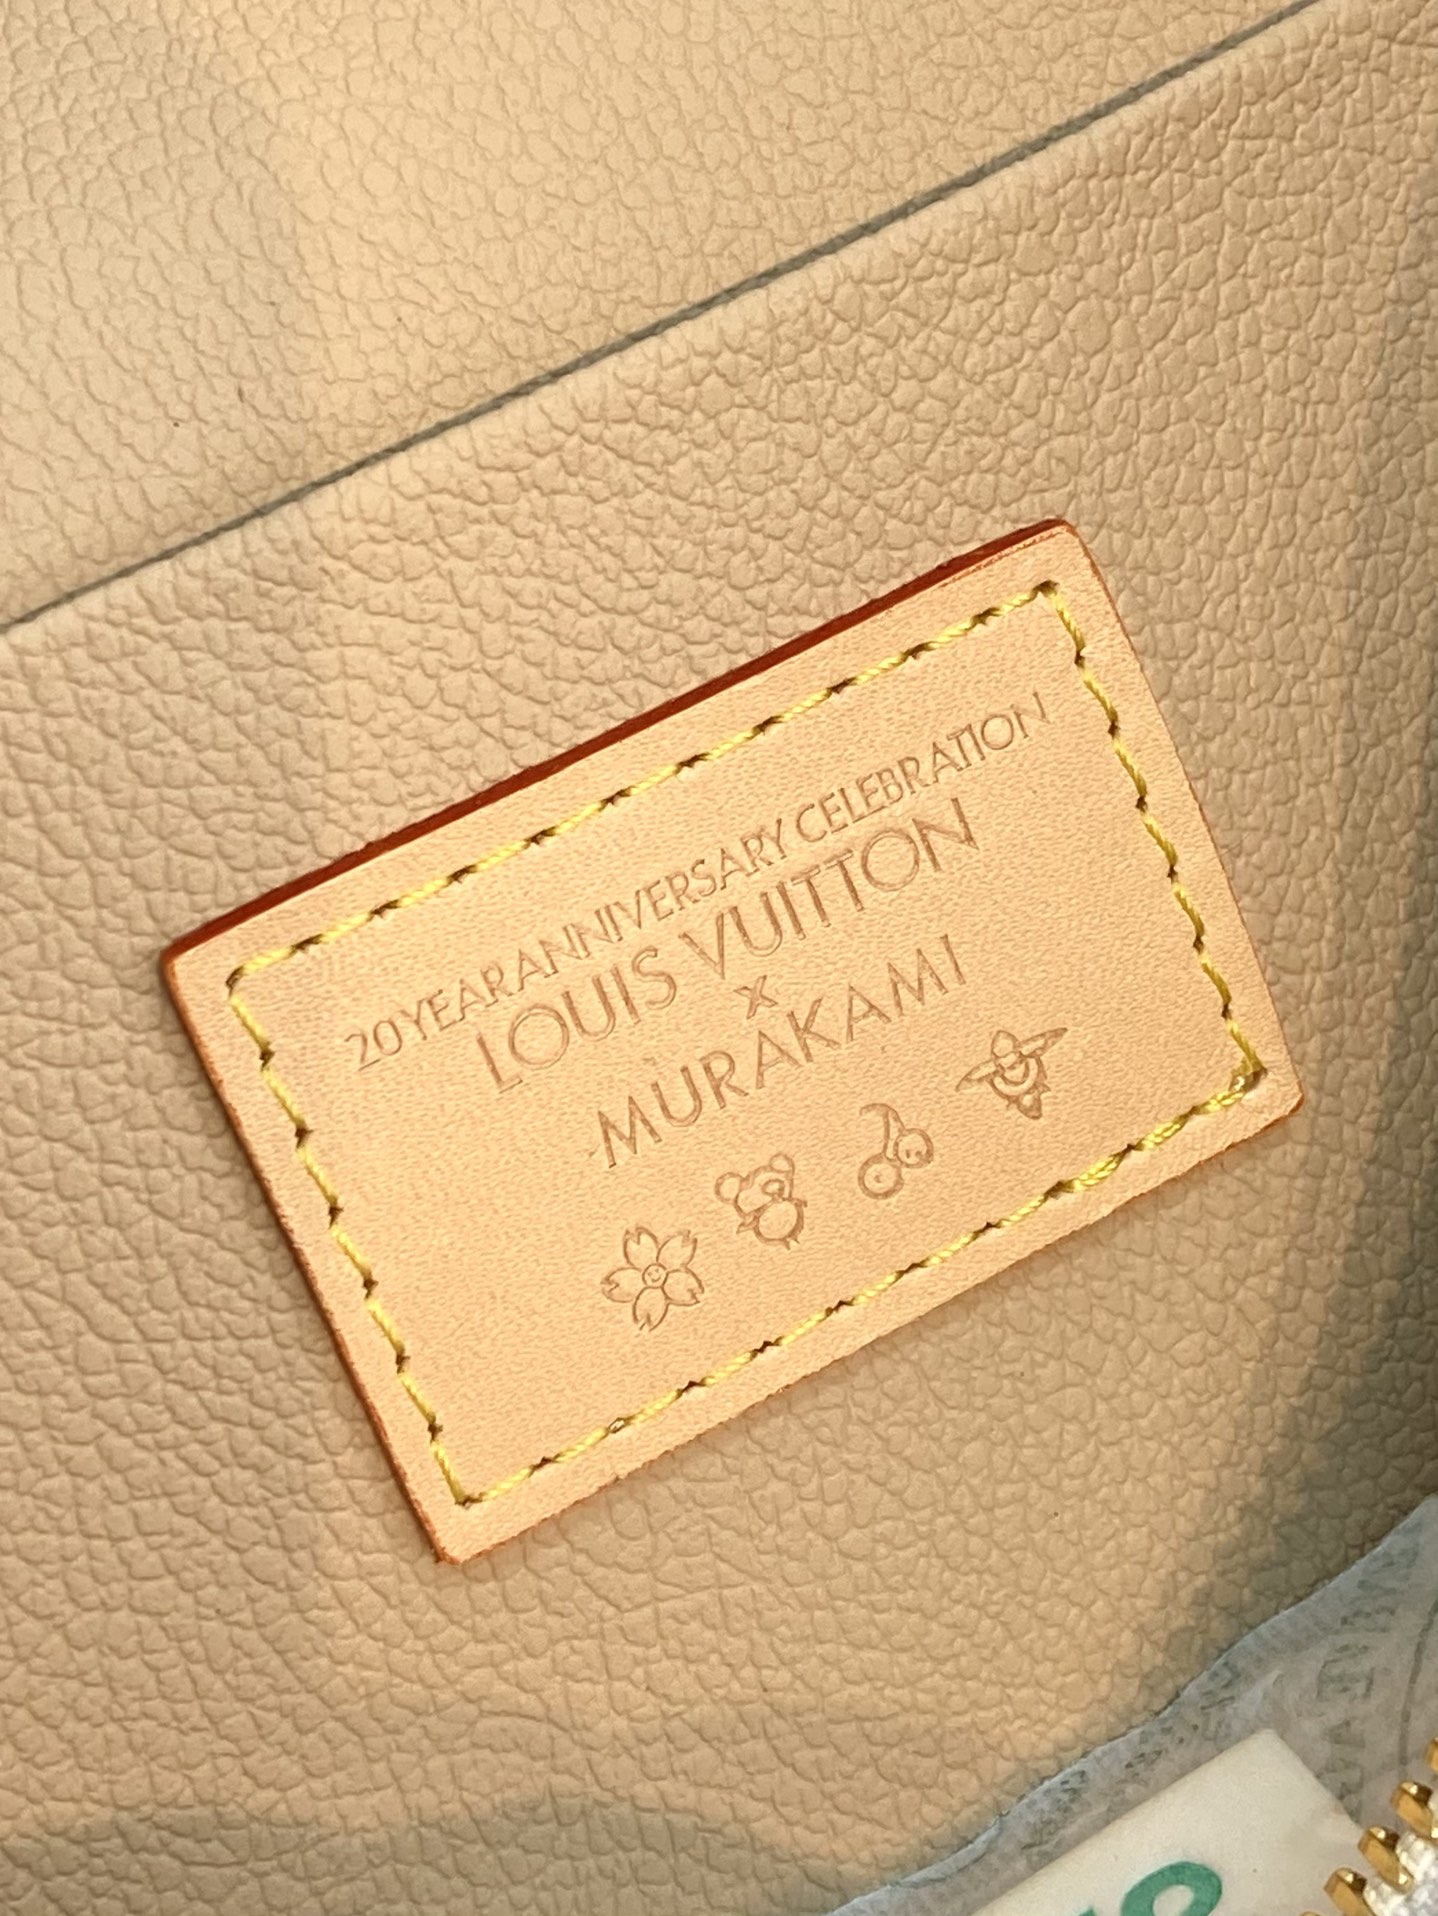 20 YEAR ANNIVERSARY CELEBRATION
LOUIS VUITTON
x
MURAKAMI